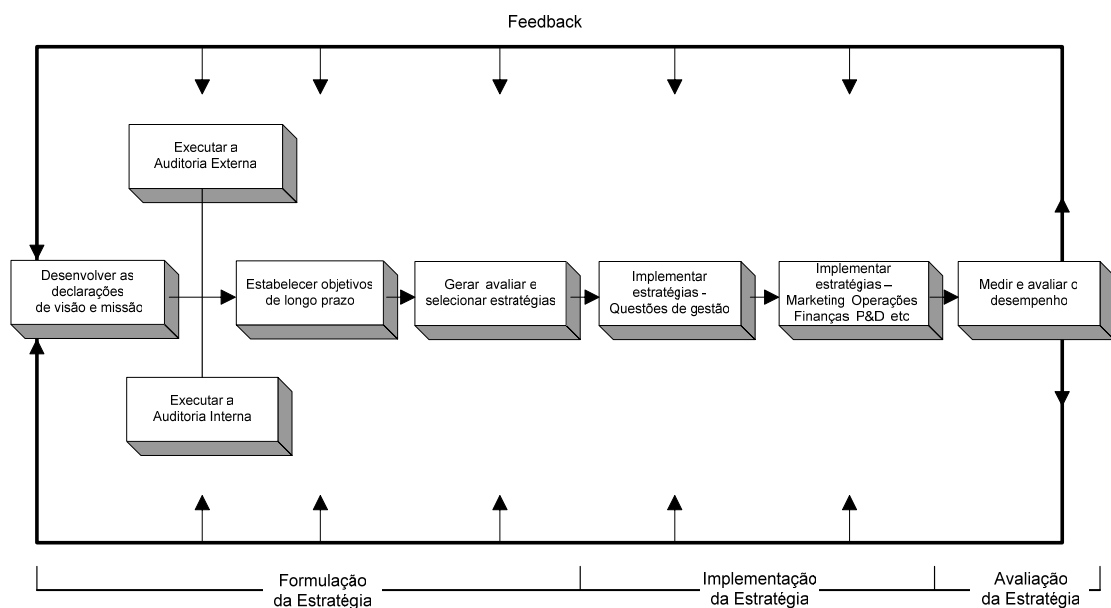 Feedback
Executar a
Auditoria Externa
Desenvolver as
declarações
de visão e missão
Estabelecer objetivos
de longo prazo
Gerar avaliar e
selecionar estratégias
Implementar
estratégias -
Questões de gestão
Implementar
estratégias –
Marketing Operações
Finanças P&D etc
Medir e avaliar o
desempenho
Executar a
Auditoria Interna
Formulação
da Estratégia
Implementação
da Estratégia
Avaliação
da Estratégia